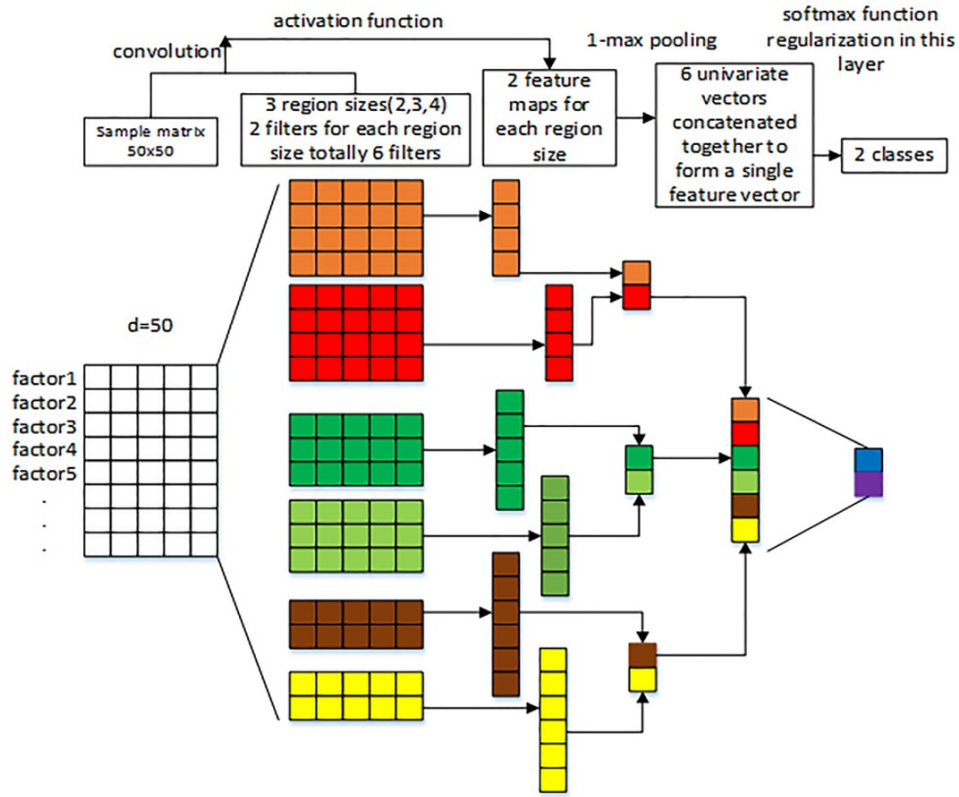 activation function
convolution
1-max pooling
softmax function
regularization in this
layer
Sample matrix
50x50
3 region sizes(2,3,4)
2 filters for each region
size totally 6 filters
2 feature
maps for
each region
size
6 univariate
vectors
concatenated
together to
form a single
feature vector
2 classes
d=50
factor1
factor2
factor3
factor4
factor5
.
.
.